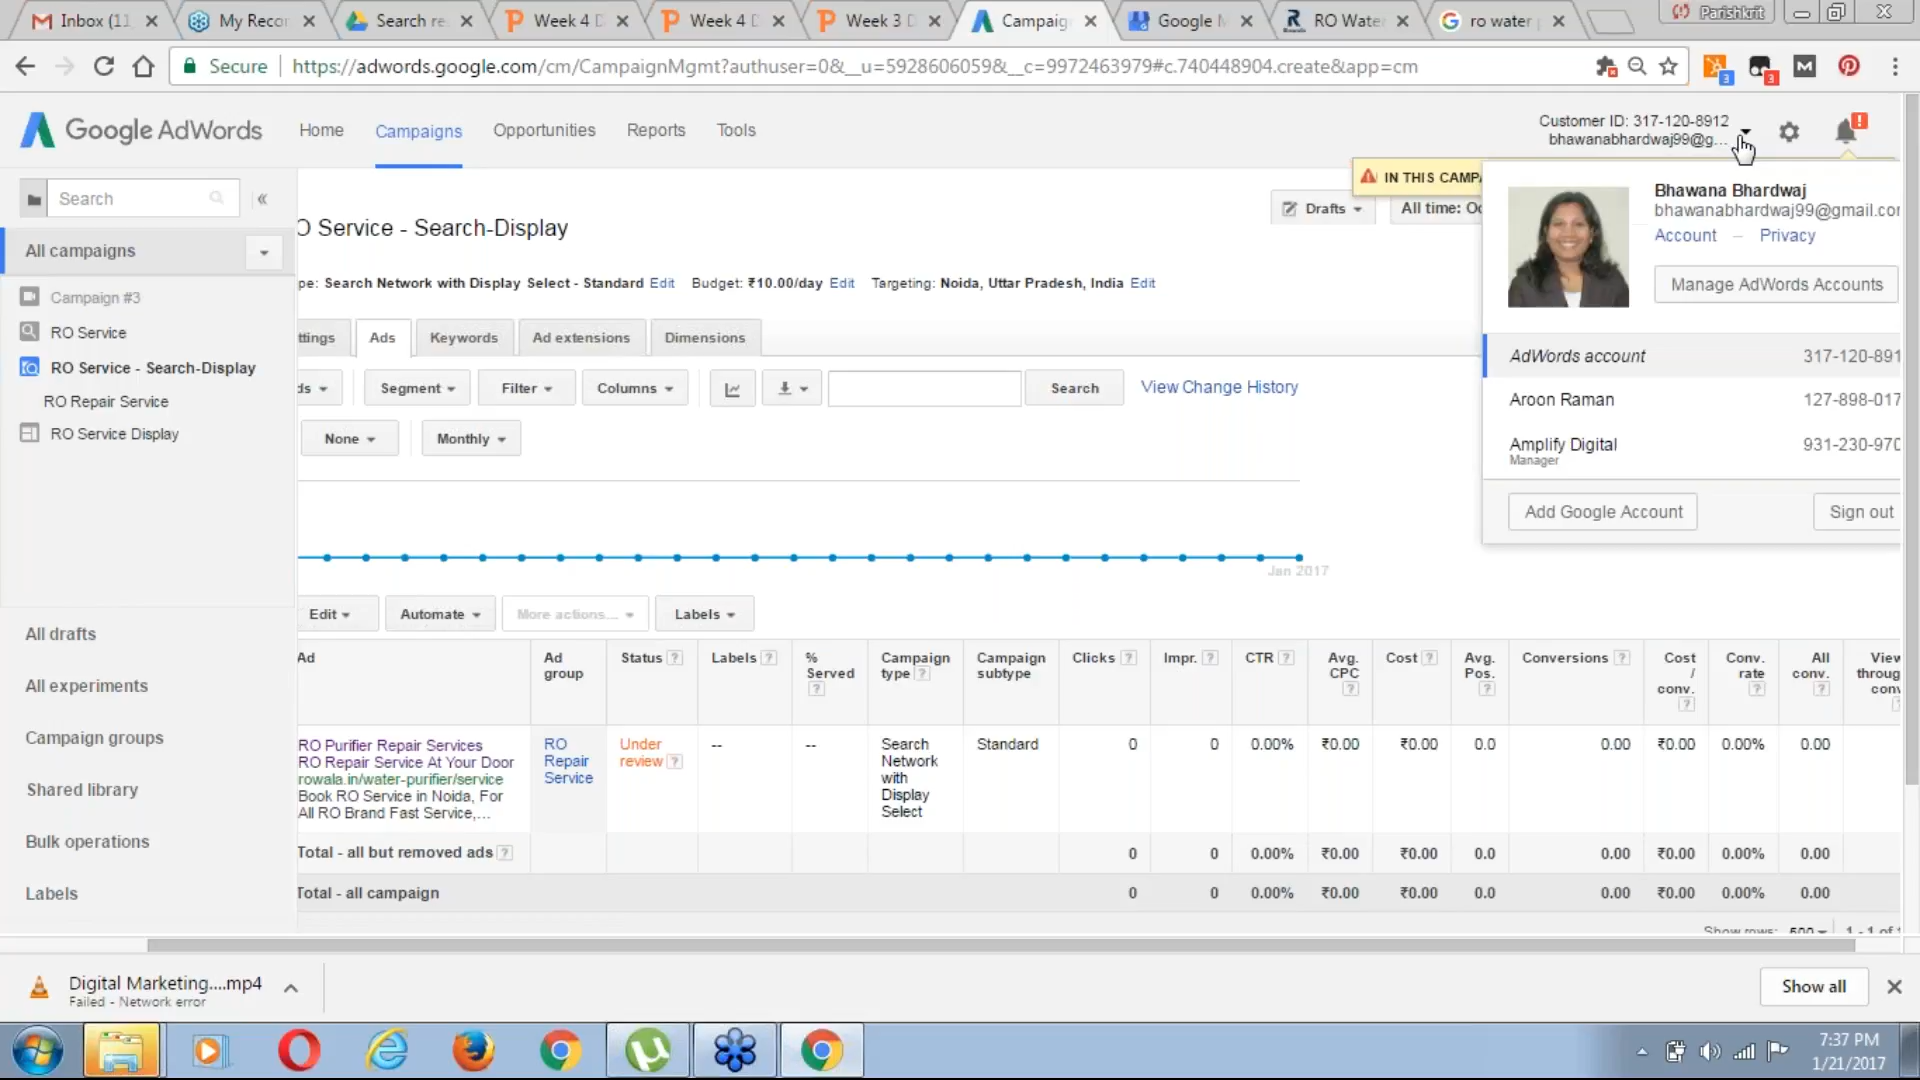 Inbox (11
My Recor
Search re
Week 4 D
Week 4 D
Week 3 D
Campaig
Google M
RO Wate
ro water
Parishkrit
Secure
https://adwords.google.com/cm/CampaignMgmt?authuser=0&__u=5928606059&__c=9972463979#c.740448904.create&app=cm
3
3
Google AdWords
Home
Campaigns
Opportunities
Reports
Tools
Customer ID: 317-120-8912
bhawanabhardwaj99@g...
Search
All campaigns
Campaign #3
RO Service
RO Service - Search-Display
RO Repair Service
RO Service Display
All drafts
All experiments
Campaign groups
Shared library
Bulk operations
Labels
O Service - Search-Display
Drafts
All time: Oc
IN THIS CAMPA
pe: Search Network with Display Select - Standard Edit Budget: ₹10.00/day Edit Targeting: Noida, Uttar Pradesh, India Edit
ttings
Ads
Keywords
Ad extensions
Dimensions
ds
Segment
Filter
Columns
Search
View Change History
None
Monthly
Jan 2017
Bhawana Bhardwaj
bhawanabhardwaj99@gmail.cor
Account – Privacy
Manage AdWords Accounts
AdWords account 317-120-891
Aroon Raman 127-898-017
Amplify Digital 931-230-970
Manager
Add Google Account
Sign out
Edit
Automate
More actions...
Labels
Ad
Ad group
Status ?
Labels ?
% Served ?
Campaign type ?
Campaign subtype
Clicks ?
Impr. ?
CTR ?
Avg. CPC ?
Cost ?
Avg. Pos. ?
Conversions ?
Cost / conv. ?
Conv. rate ?
All conv. ?
View throug conv
RO Purifier Repair Services
RO Repair Service At Your Door
rowala.in/water-purifier/service
Book RO Service in Noida, For
All RO Brand Fast Service,...
RO Repair Service
Under review ?
--
--
Search Network with Display Select
Standard
0 0 0.00% ₹0.00 ₹0.00 0.0 0.00 ₹0.00 0.00% 0.00
Total - all but removed ads ? 0 0 0.00% ₹0.00 ₹0.00 0.0 0.00 ₹0.00 0.00% 0.00
Total - all campaign 0 0 0.00% ₹0.00 ₹0.00 0.0 0.00 ₹0.00 0.00% 0.00
Show rows: 500 1 - 1 of
Digital Marketing....mp4
Failed - Network error
Show all
7:37 PM
1/21/2017